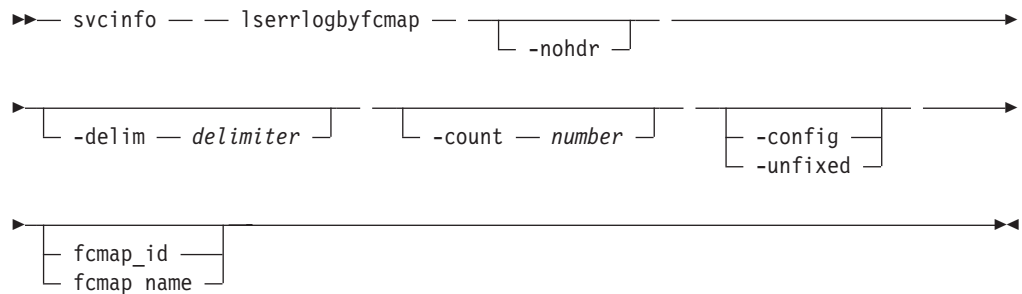 svcinfo lserrlogbyfcmap
-nohdr
-delim delimiter -count number -config
-unfixed
fcmap_id
fcmap name